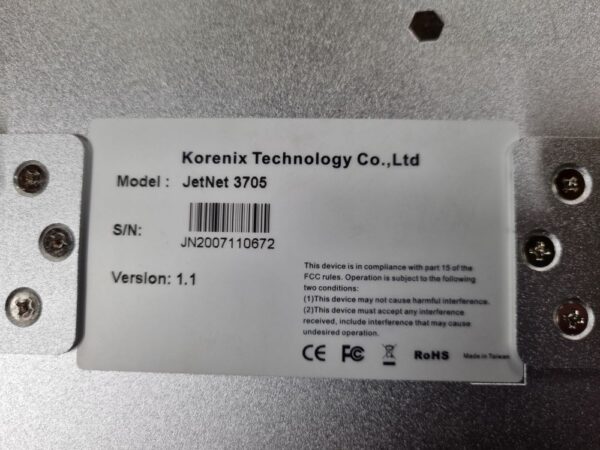 Korenix Technology Co.,Ltd
Model : JetNet 3705
S/N:
JN2007110672
Version: 1.1
This device is in compliance with part 15 of the
FCC rules. Operation is subject to the following
two conditions:
(1)This device may not cause harmful interference.
(2)This device must accept any interference
received, include interference that may cause
undesired operation.
CE FC RoHS Made in Taiwan